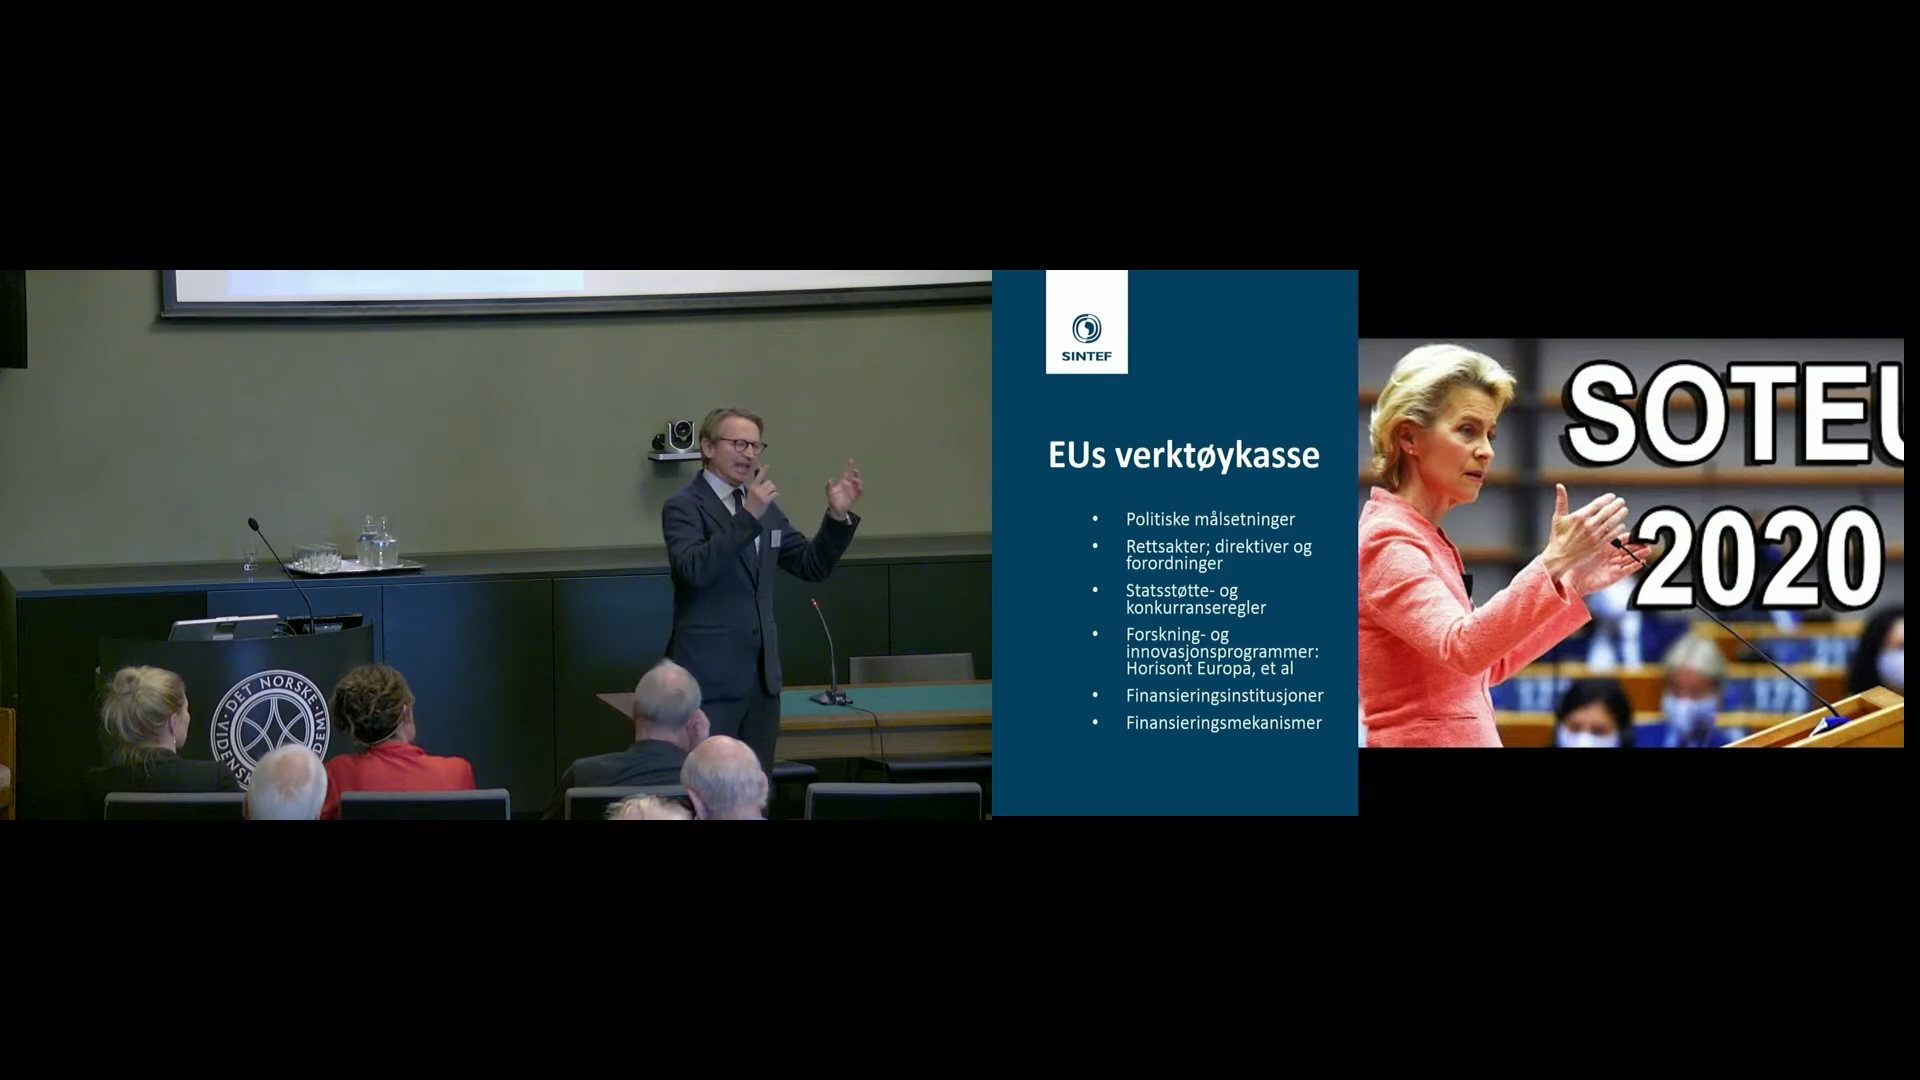 DET NORSKE
VIDENSK
SINTEF
EUs verktøykasse
• Politiske målsetninger
• Rettsakter; direktiver og
forordninger
• Statsstøtte- og
konkurranseregler
• Forskning- og
innovasjonsprogrammer:
Horisont Europa, et al
• Finansieringsinstitusjoner
• Finansieringsmekanismer
SOTEU
2020